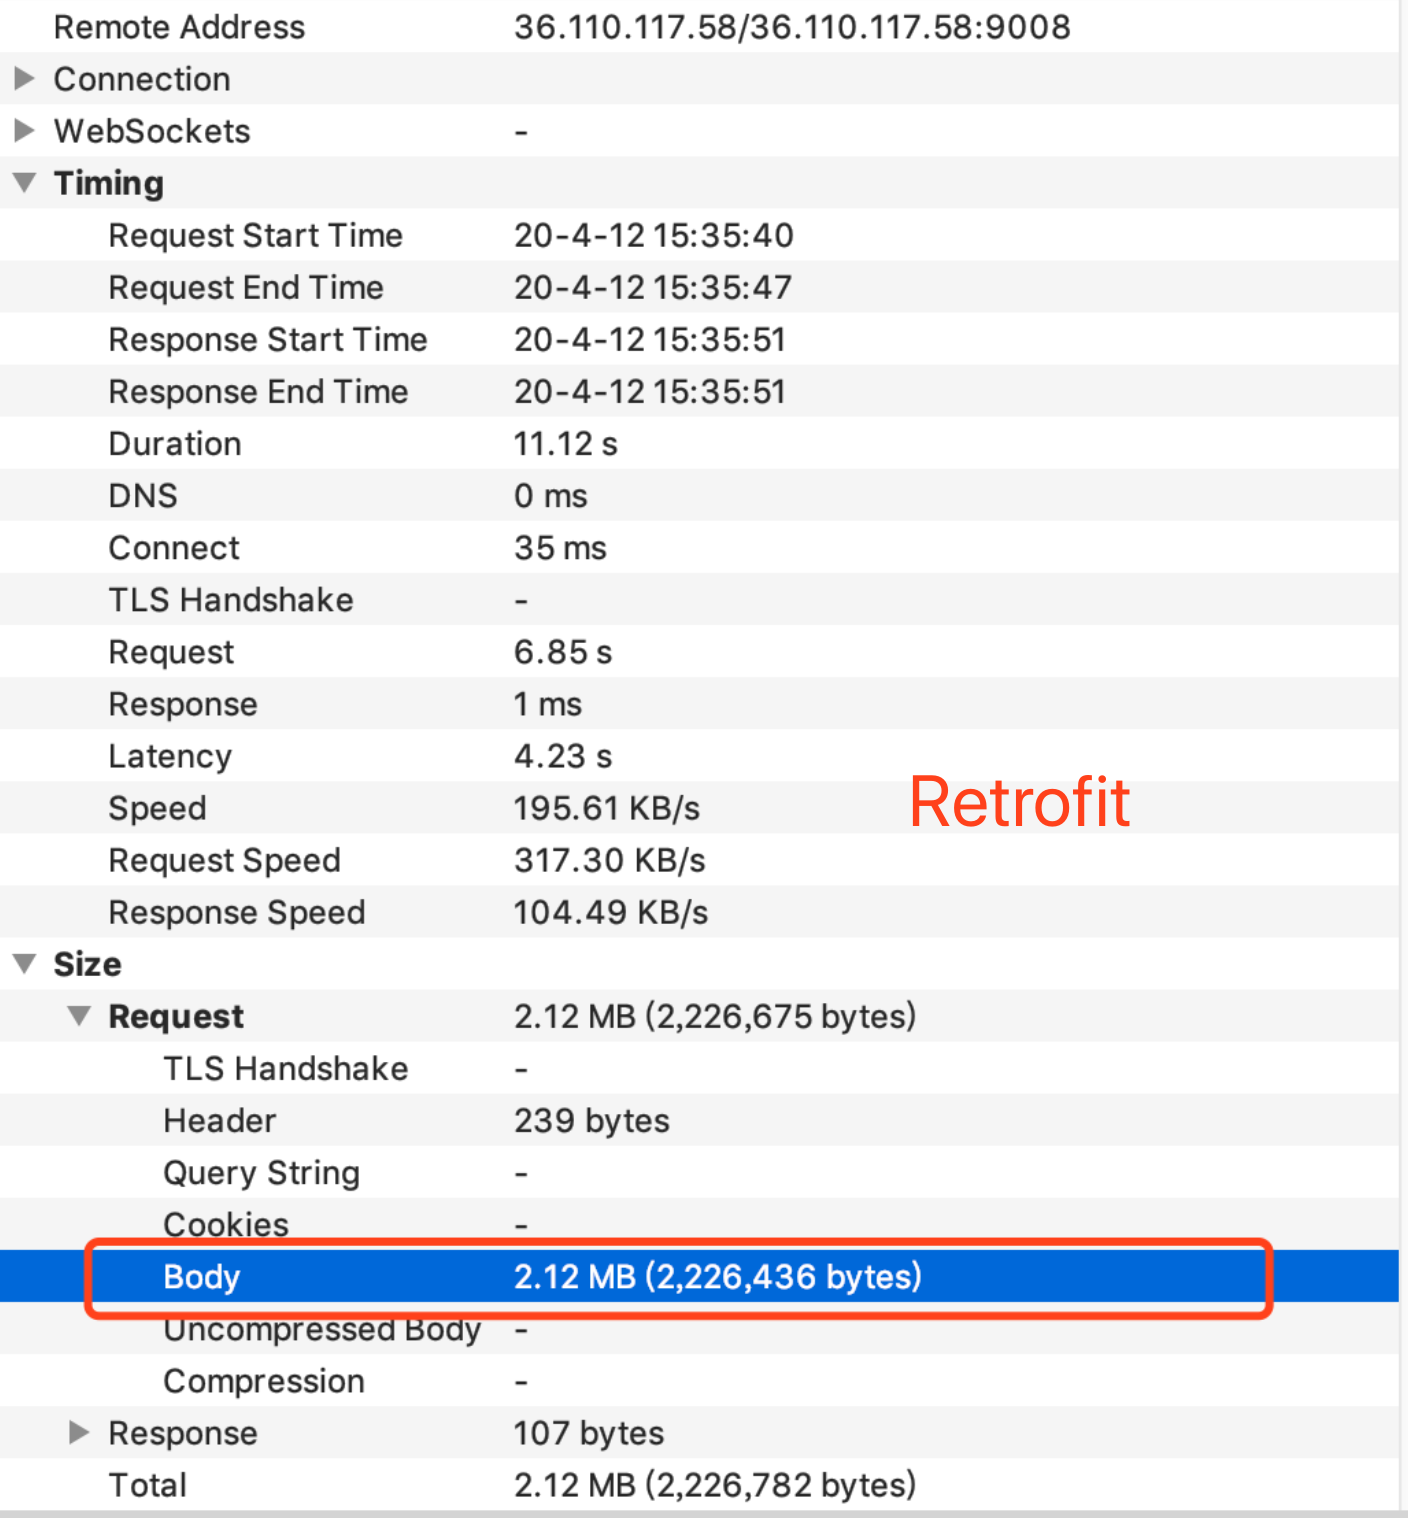 Remote Address 36.110.117.58/36.110.117.58:9008
Connection
WebSockets -
Timing
Request Start Time 20-4-12 15:35:40
Request End Time 20-4-12 15:35:47
Response Start Time 20-4-12 15:35:51
Response End Time 20-4-12 15:35:51
Duration 11.12 s
DNS 0 ms
Connect 35 ms
TLS Handshake -
Request 6.85 s
Response 1 ms
Latency 4.23 s
Speed 195.61 KB/s
Retrofit
Request Speed 317.30 KB/s
Response Speed 104.49 KB/s
Size
Request 2.12 MB (2,226,675 bytes)
TLS Handshake -
Header 239 bytes
Query String -
Cookies -
Body 2.12 MB (2,226,436 bytes)
Uncompressed Body -
Compression -
Response 107 bytes
Total 2.12 MB (2,226,782 bytes)